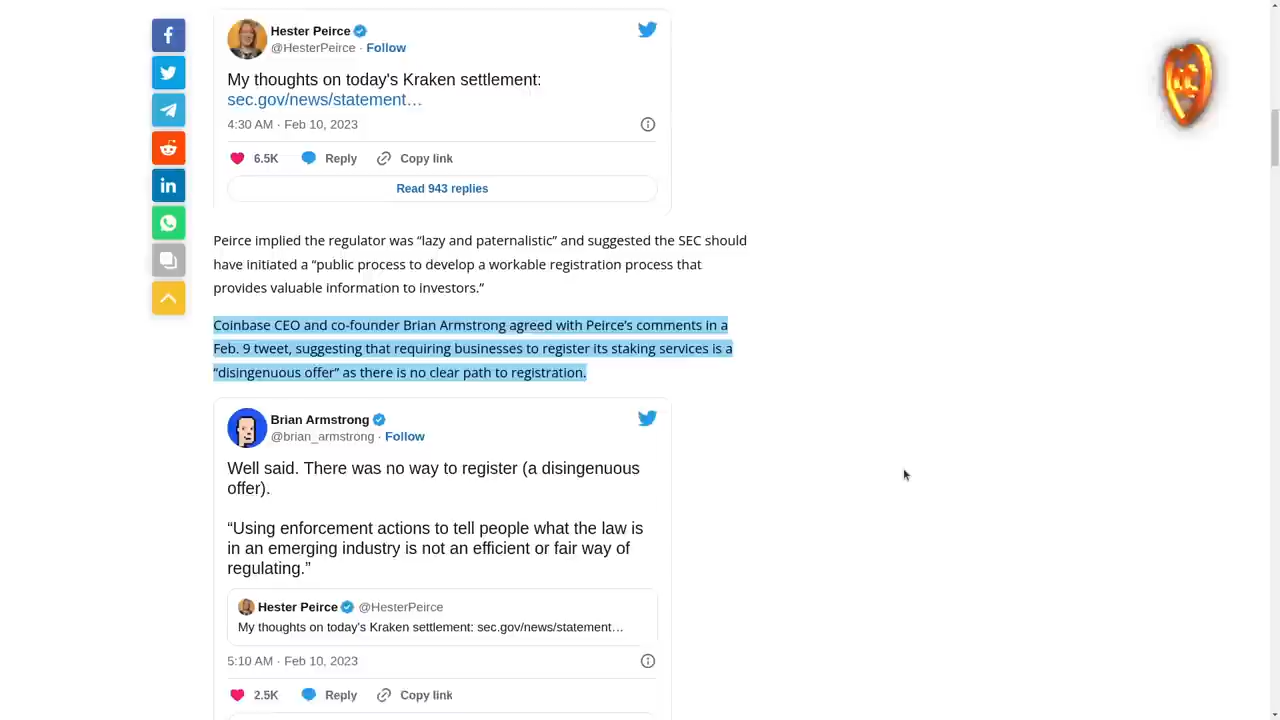 Hester Peirce
@HesterPeirce · Follow
My thoughts on today's Kraken settlement:
sec.gov/news/statement…
4:30 AM · Feb 10, 2023
6.5K Reply Copy link
Read 943 replies
Peirce implied the regulator was “lazy and paternalistic” and suggested the SEC should
have initiated a “public process to develop a workable registration process that
provides valuable information to investors.”
Coinbase CEO and co-founder Brian Armstrong agreed with Peirce’s comments in a
Feb. 9 tweet, suggesting that requiring businesses to register its staking services is a
“disingenuous offer” as there is no clear path to registration.
Brian Armstrong
@brian_armstrong · Follow
Well said. There was no way to register (a disingenuous
offer).
“Using enforcement actions to tell people what the law is
in an emerging industry is not an efficient or fair way of
regulating.”
Hester Peirce @HesterPeirce
My thoughts on today's Kraken settlement: sec.gov/news/statement…
5:10 AM · Feb 10, 2023
2.5K Reply Copy link